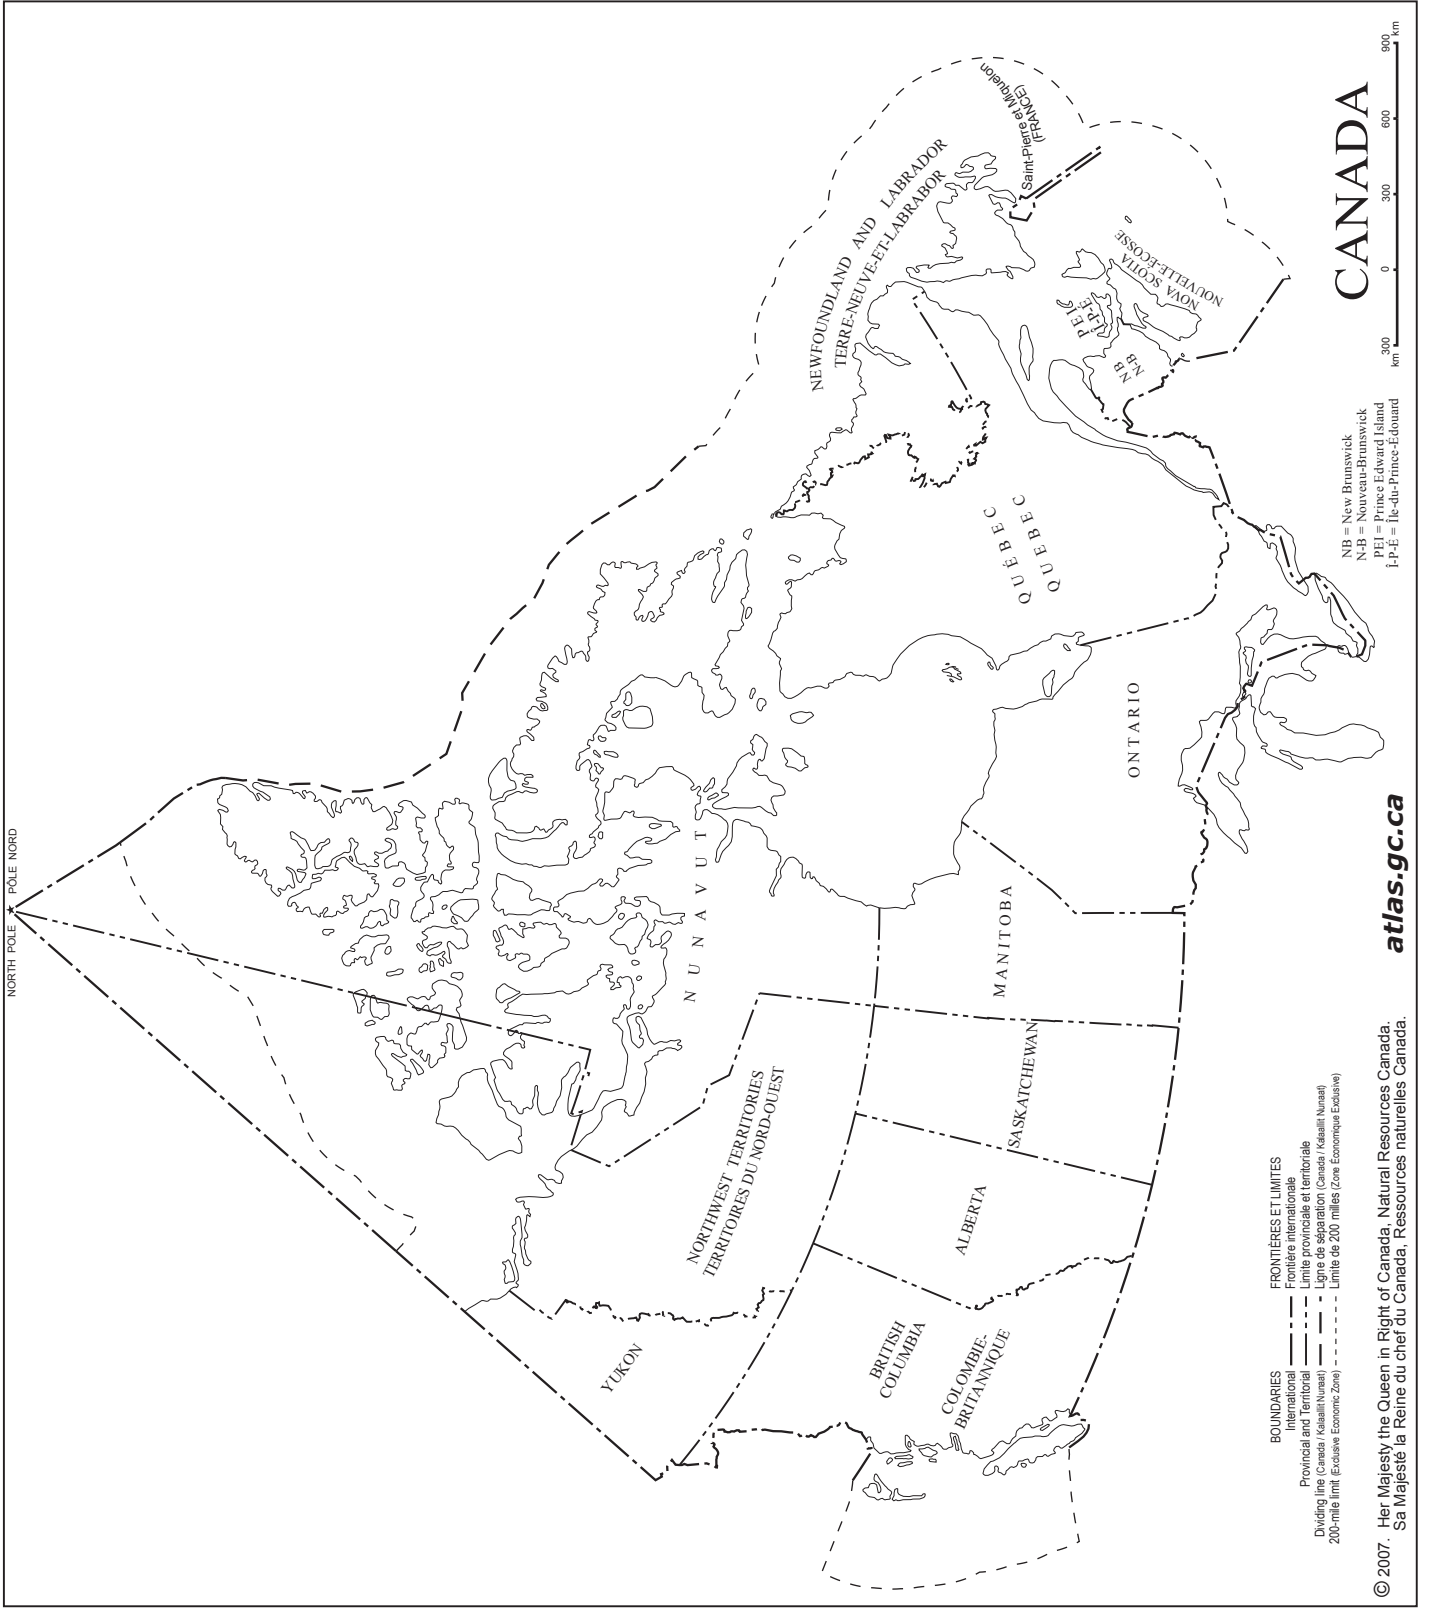 NORTH POLE PÔLE NORD
NEWFOUNDLAND AND LABRADOR
TERRE-NEUVE-ET-LABRABOR
Saint-Pierre et Miquelon
(FRANCE)
NUNAVUT
YUKON
NORTHWEST TERRITORIES
TERRITOIRES DU NORD-OUEST
BRITISH
COLUMBIA
COLOMBIE-
BRITANNIQUE
ALBERTA
SASKATCHEWAN
MANITOBA
ONTARIO
QUÉBEC
QUEBEC
NB
N-B
PEI
Î-P-É
NOVA SCOTIA
NOUVELLE-ÉCOSSE
BOUNDARIES FRONTIÈRES ET LIMITES
International Frontière internationale
Provincial and Territorial Limite provinciale et territoriale
Dividing line (Canada / Kalaallit Nunaat) Ligne de séparation (Canada / Kalaallit Nunaat)
200-mile limit (Exclusive Economic Zone) Limite de 200 milles (Zone Économique Exclusive)
© 2007. Her Majesty the Queen in Right of Canada, Natural Resources Canada.
Sa Majesté la Reine du chef du Canada, Ressources naturelles Canada.
atlas.gc.ca
NB = New Brunswick
N-B = Nouveau-Brunswick
PEI = Prince Edward Island
Î-P-É = Île-du-Prince-Édouard
CANADA
300 0 300 600 900
km km